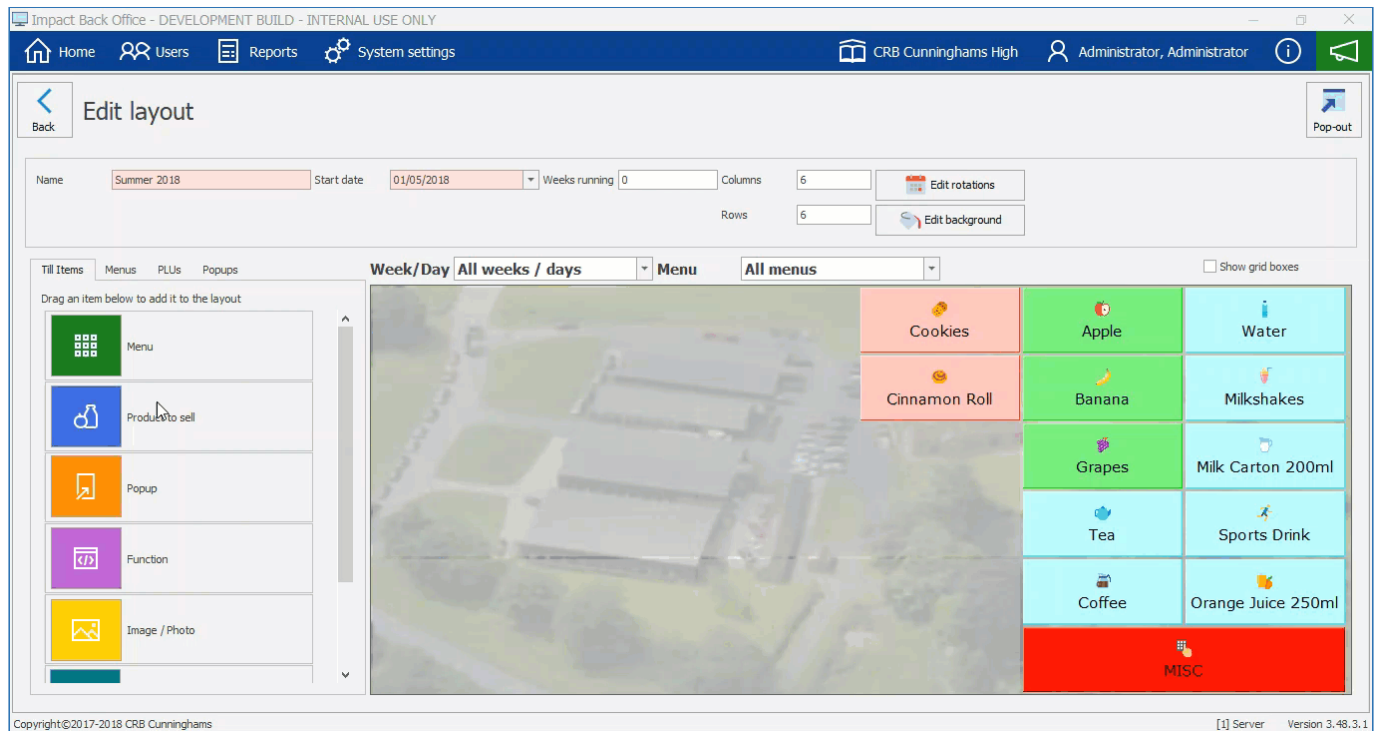 Impact Back Office - DEVELOPMENT BUILD - INTERNAL USE ONLY
Home Users Reports System settings CRB Cunninghams High Administrator, Administrator
Back Edit layout Pop-out
Name Summer 2018 Start date 01/05/2018 Weeks running 0 Columns 6 Edit rotations
Rows 6 Edit background
Till Items Menus PLUs Popups
Week/Day All weeks / days Menu All menus Show grid boxes
Drag an item below to add it to the layout
Menu
Product to sell
Popup
Function
Image / Photo
Cookies Apple Water
Cinnamon Roll Banana Milkshakes
Grapes Milk Carton 200ml
Tea Sports Drink
Coffee Orange Juice 250ml
MISC
Copyright©2017-2018 CRB Cunninghams [1] Server Version 3.48.3.1